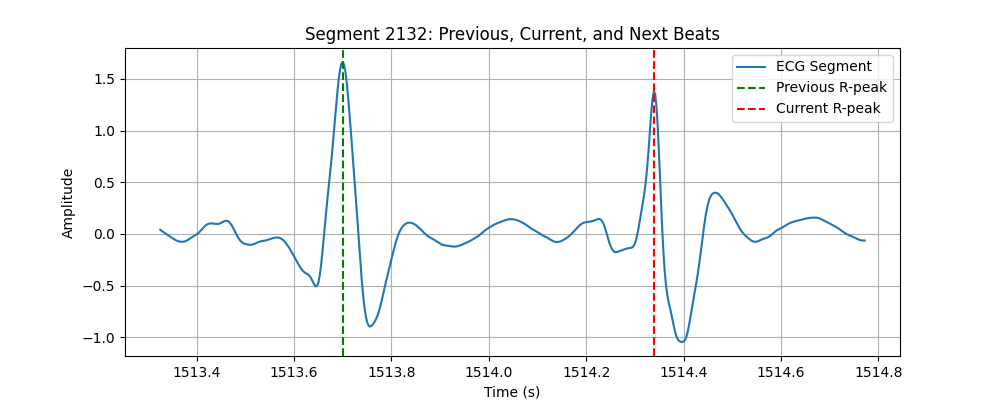 Segment 2132: Previous, Current, and Next Beats
ECG Segment
Previous R-peak
Current R-peak
Amplitude
1.5
1.0
0.5
0.0
−0.5
−1.0
1513.4 1513.6 1513.8 1514.0 1514.2 1514.4 1514.6 1514.8
Time (s)